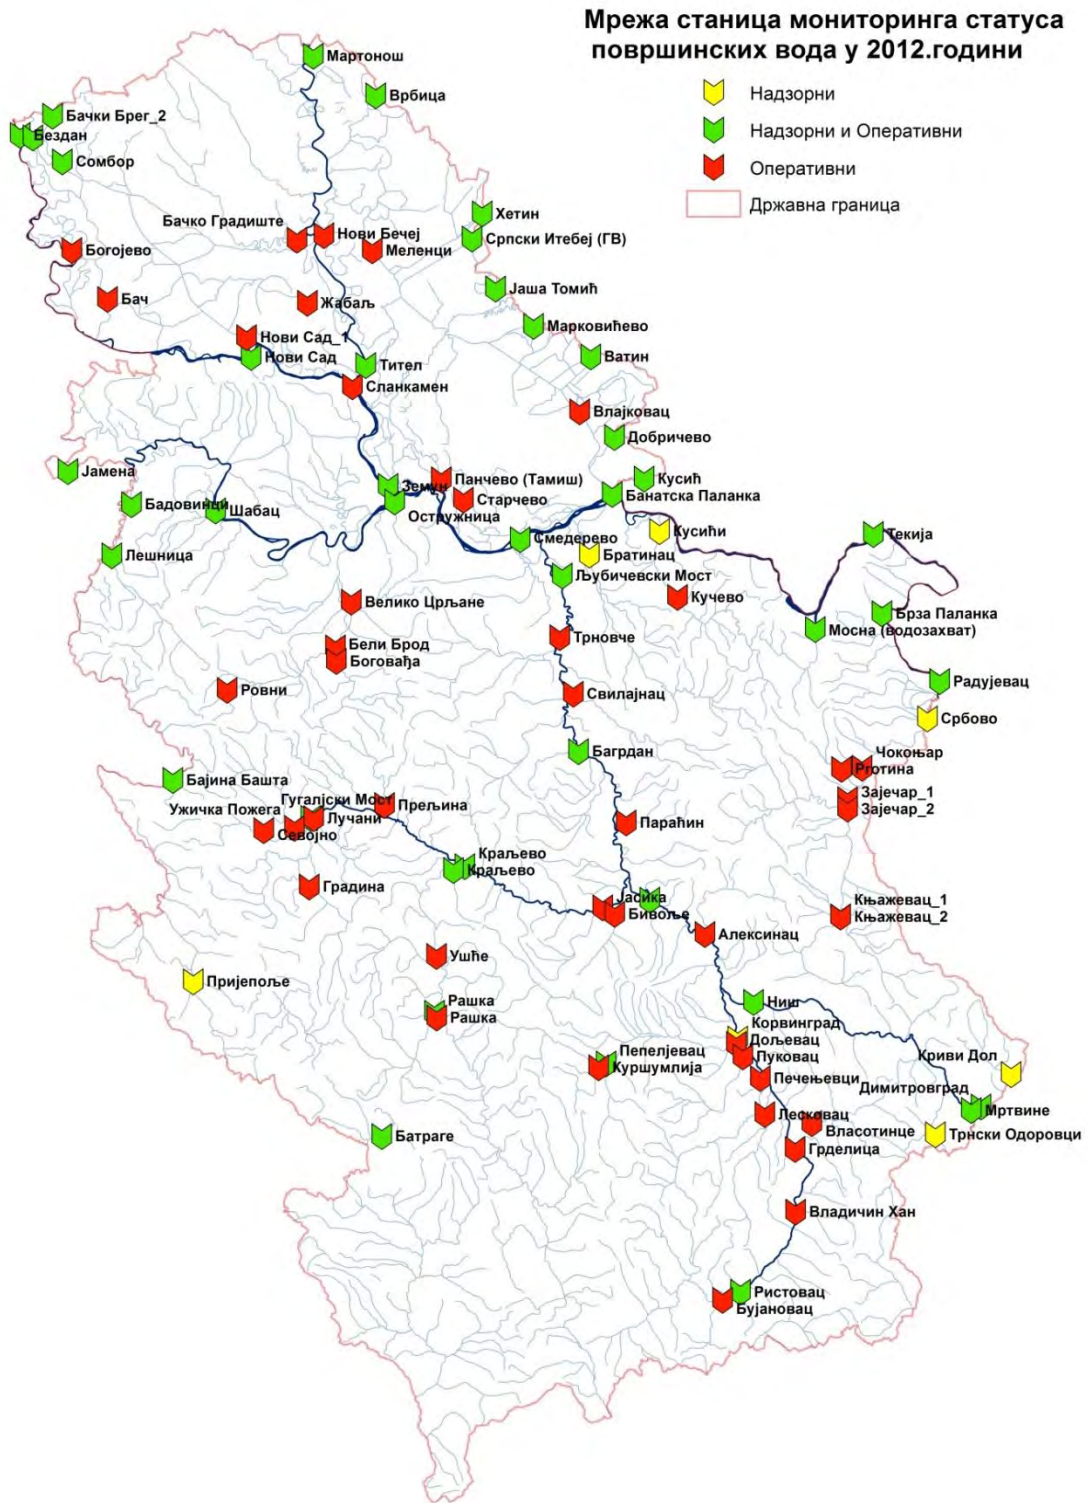 Мрежа станица мониторинга статуса
површинских вода у 2012.години
Надзорни
Надзорни и Оперативни
Оперативни
Државна граница
Мартонош
Врбица
Бачки Брег_2
Бездан
Сомбор
Хетин
Бачко Градиште
Нови Бечеј
Српски Итебеј (ГВ)
Меленци
Богојево
Јаша Томић
Бач
Жабаљ
Марковићево
Нови Сад_1
Нови Сад
Тител
Ватин
Сланкамен
Влајковац
Добричево
Јамена
Земун
Панчево (Тамиш)
Кусић
Банатска Паланка
Старчево
Бадовинци
Шабац
Остружница
Кусићи
Текија
Смедерево
Лешница
Братинац
Љубичевски Мост
Велико Црљане
Кучево
Брза Паланка
Мосна (водозахват)
Трновче
Бели Брод
Боговађа
Радујевац
Ровни
Свилајнац
Србово
Багрдан
Чокоњар
Рготина
Бајина Башта
Зајечар_1
Зајечар_2
Гугаљски Мост
Прељина
Ужичка Пожега
Лучани
Севојно
Параћин
Краљево
Краљево
Градина
Јасика
Бивоље
Књажевац_1
Књажевац_2
Алексинац
Ушће
Пријепоље
Рашка
Рашка
Ниш
Корвинград
Дољевац
Пуковац
Пепељевац
Куршумлија
Криви Дол
Печењевци
Димитровград
Мртвине
Лесковац
Власотинце
Трнски Одоровци
Батраге
Грделица
Владичин Хан
Ристовац
Бујановац